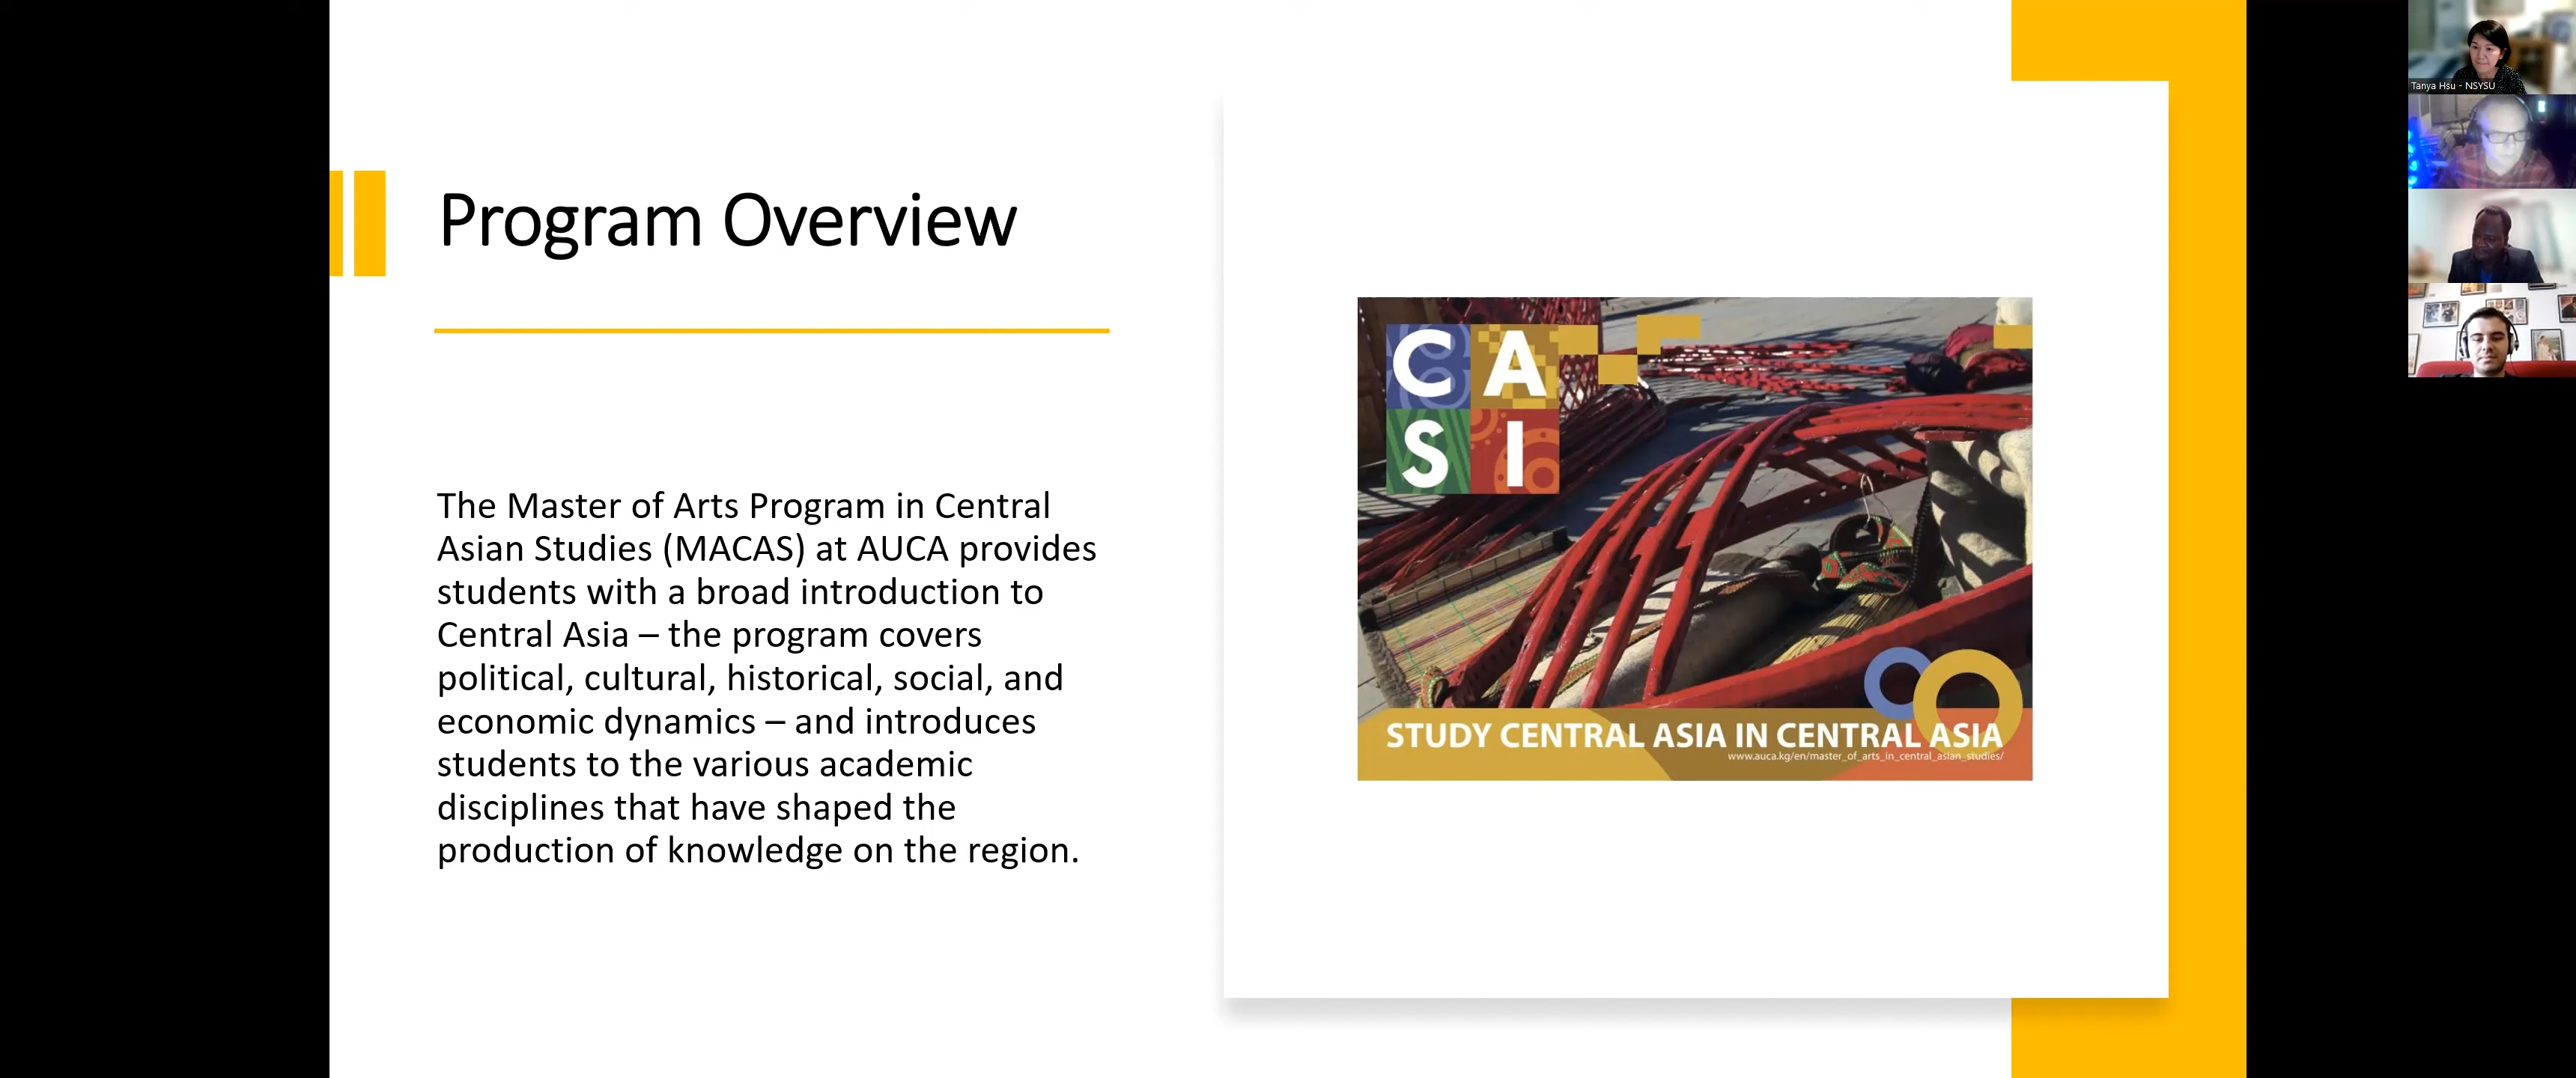 Program Overview
The Master of Arts Program in Central
Asian Studies (MACAS) at AUCA provides
students with a broad introduction to
Central Asia – the program covers
political, cultural, historical, social, and
economic dynamics – and introduces
students to the various academic
disciplines that have shaped the
production of knowledge on the region.
C A
S I
STUDY CENTRAL ASIA IN CENTRAL ASIA
www.auca.kg/en/master_of_arts_in_central_asian_studies/
Tanya Hsu - NSYSU